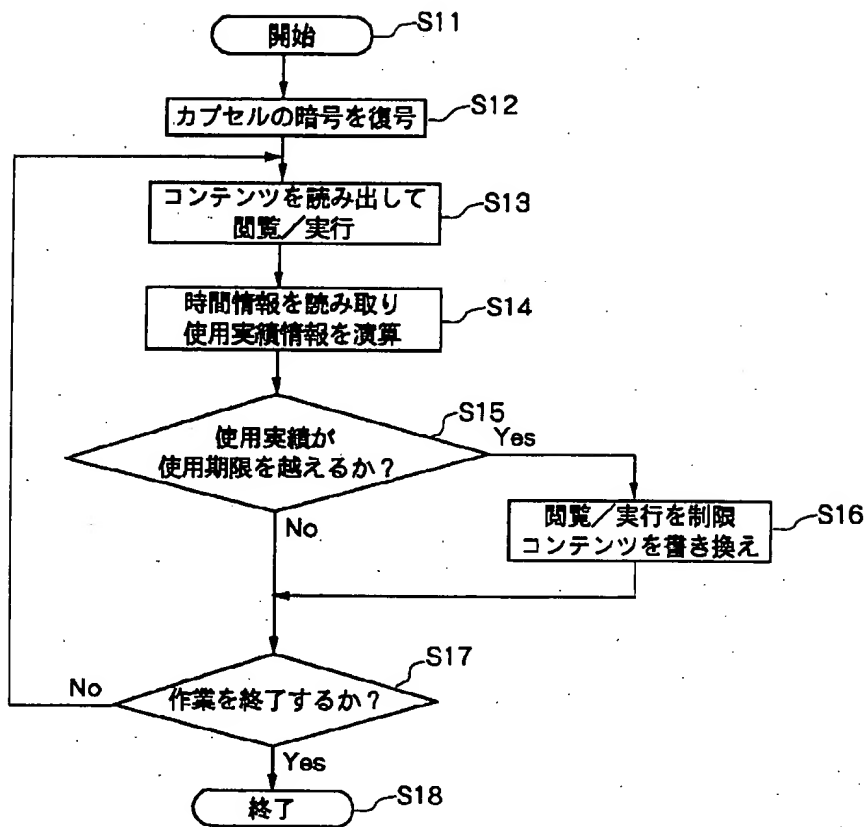 開始
S11
カプセルの暗号を復号
S12
コンテンツを読み出して
閲覧／実行
S13
時間情報を読み取り
使用実績情報を演算
S14
使用実績が
使用期限を越えるか？
S15
Yes
No
閲覧／実行を制限
コンテンツを書き換え
S16
作業を終了するか？
S17
No
Yes
終了
S18